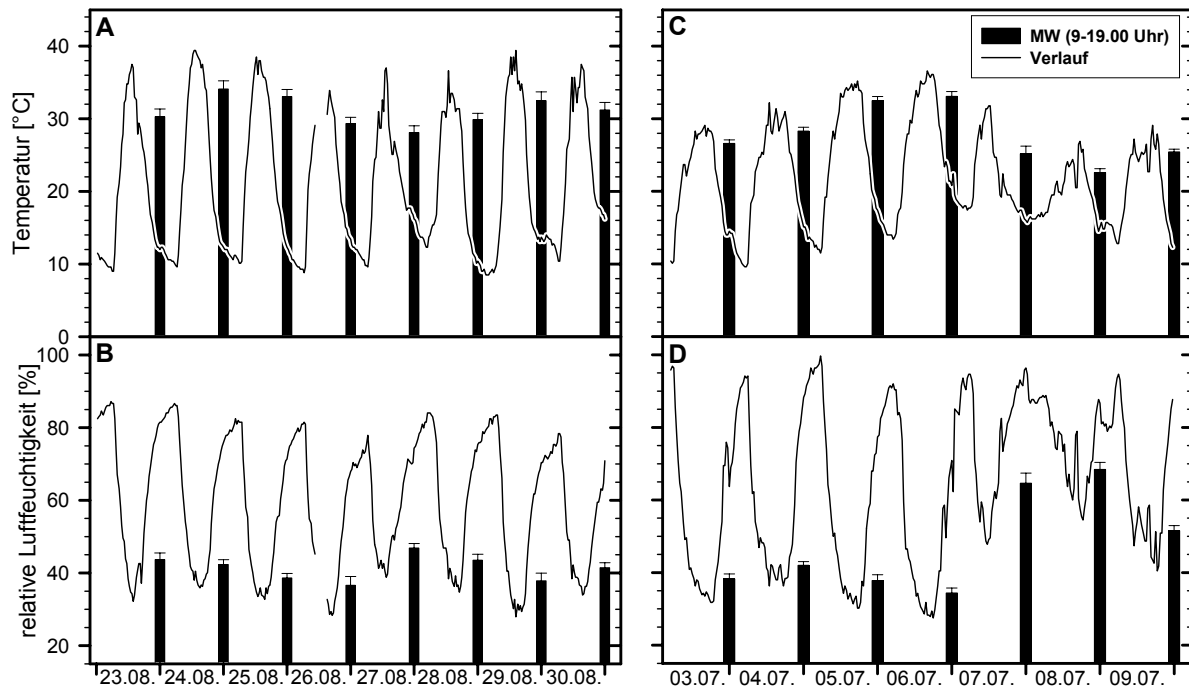 A
C
MW (9-19.00 Uhr)
Verlauf
Temperatur [°C]
40
30
20
10
0
B
D
relative Luftfeuchtigkeit [%]
100
80
60
40
20
23.08. 24.08. 25.08. 26.08. 27.08. 28.08. 29.08. 30.08.
03.07. 04.07. 05.07. 06.07. 07.07. 08.07. 09.07.